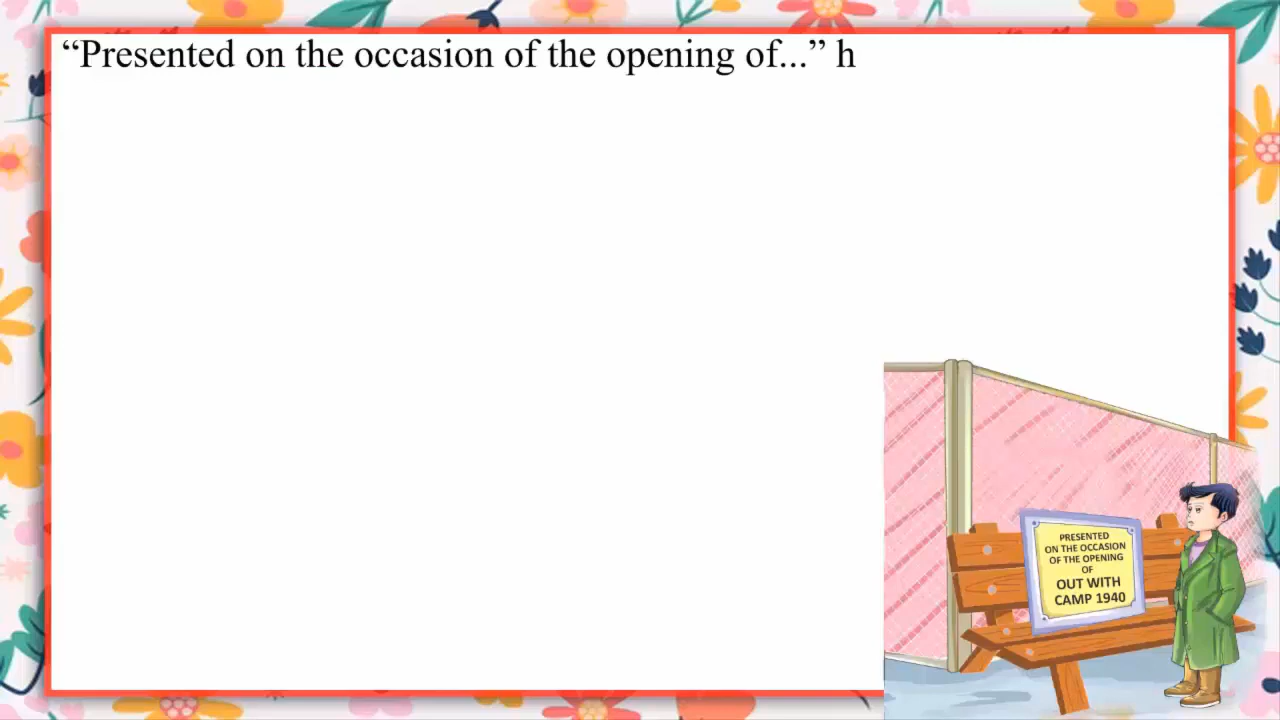 “Presented on the occasion of the opening of...” h
PRESENTED
ON THE OCCASION
OF THE OPENING
OF
OUT WITH
CAMP 1940